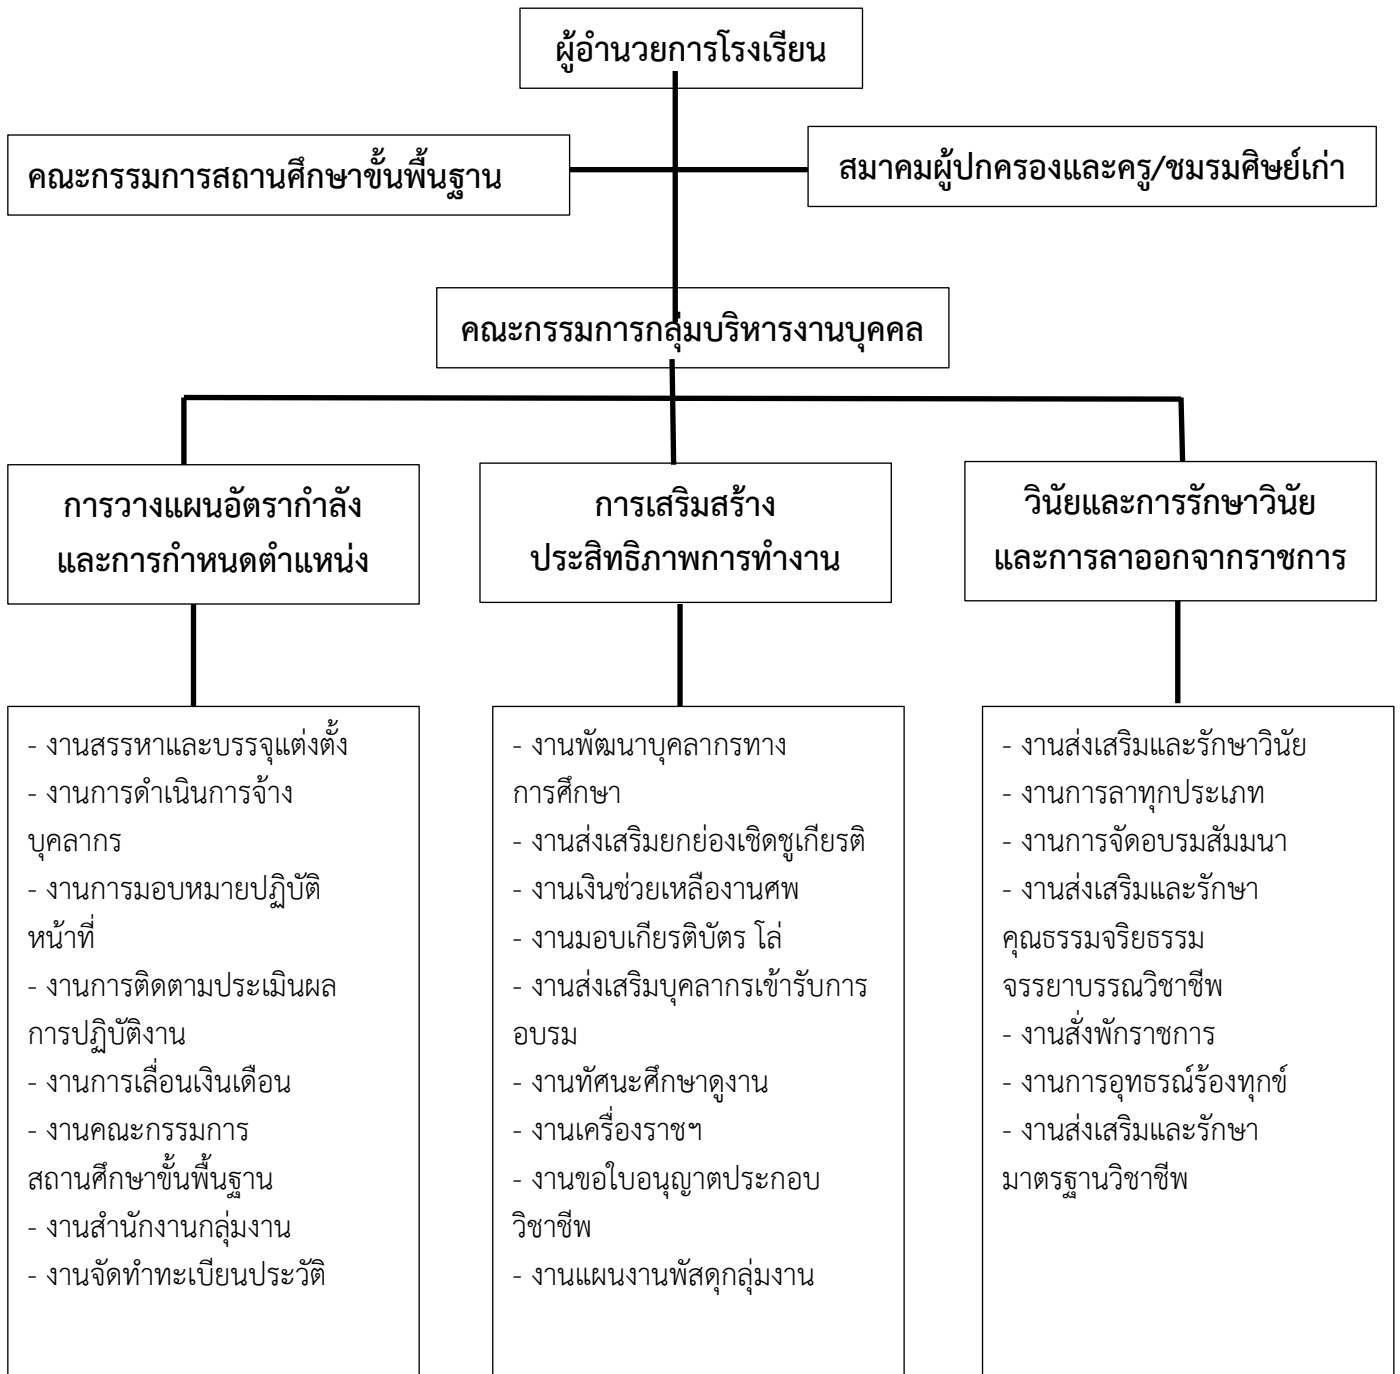 ผู้อำนวยการโรงเรียน
คณะกรรมการสถานศึกษาขั้นพื้นฐาน
สมาคมผู้ปกครองและครู/ชมรมศิษย์เก่า
คณะกรรมการกลุ่มบริหารงานบุคคล
การวางแผนอัตรากำลัง
และการกำหนดตำแหน่ง
การเสริมสร้าง
ประสิทธิภาพการทำงาน
วินัยและการรักษาวินัย
และการลาออกจากราชการ
- งานสรรหาและบรรจุแต่งตั้ง
- งานการดำเนินการจ้าง
บุคลากร
- งานการมอบหมายปฏิบัติ
หน้าที่
- งานการติดตามประเมินผล
การปฏิบัติงาน
- งานการเลื่อนเงินเดือน
- งานคณะกรรมการ
สถานศึกษาขั้นพื้นฐาน
- งานสำนักงานกลุ่มงาน
- งานจัดทำทะเบียนประวัติ
- งานพัฒนาบุคลากรทาง
การศึกษา
- งานส่งเสริมยกย่องเชิดชูเกียรติ
- งานเงินช่วยเหลืองานศพ
- งานมอบเกียรติบัตร โล่
- งานส่งเสริมบุคลากรเข้ารับการ
อบรม
- งานทัศนะศึกษาดูงาน
- งานเครื่องราชฯ
- งานขอใบอนุญาตประกอบ
วิชาชีพ
- งานแผนงานพัสดุกลุ่มงาน
- งานส่งเสริมและรักษาวินัย
- งานการลาทุกประเภท
- งานการจัดอบรมสัมมนา
- งานส่งเสริมและรักษา
คุณธรรมจริยธรรม
จรรยาบรรณวิชาชีพ
- งานสั่งพักราชการ
- งานการอุทธรณ์ร้องทุกข์
- งานส่งเสริมและรักษา
มาตรฐานวิชาชีพ